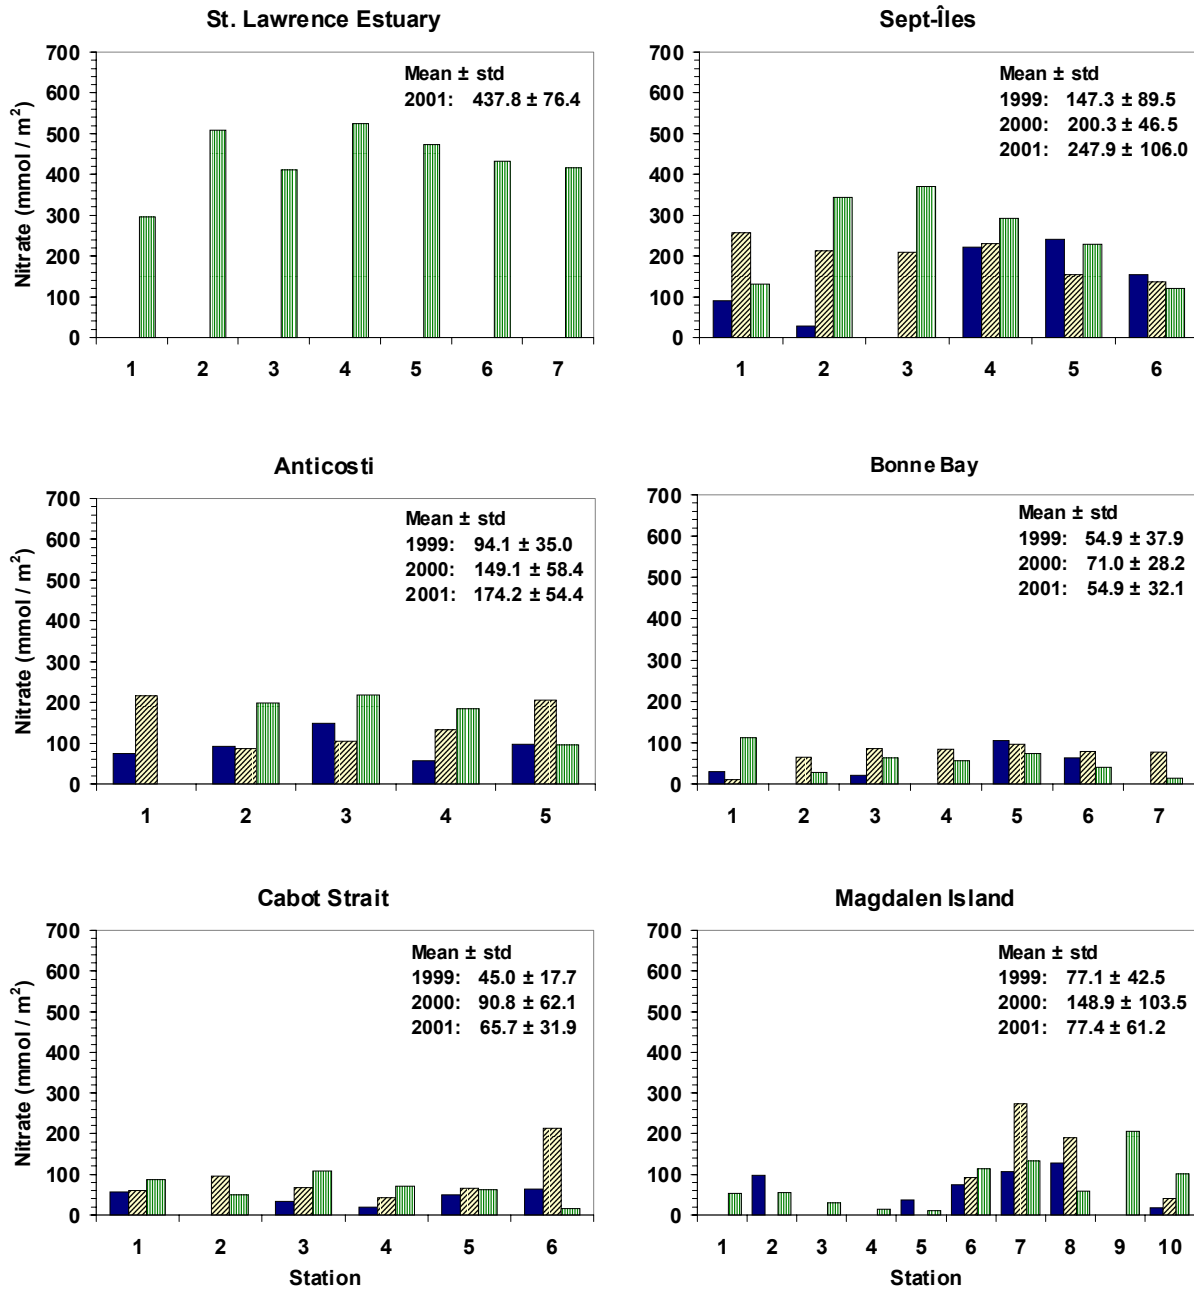 St. Lawrence Estuary
700
600
500
400
300
200
100
0
Nitrate (mmol / m²)
Mean ± std
2001: 437.8 ± 76.4
1 2 3 4 5 6 7
Sept-Îles
700
600
500
400
300
200
100
0
Mean ± std
1999: 147.3 ± 89.5
2000: 200.3 ± 46.5
2001: 247.9 ± 106.0
1 2 3 4 5 6
Anticosti
700
600
500
400
300
200
100
0
Nitrate (mmol / m²)
Mean ± std
1999: 94.1 ± 35.0
2000: 149.1 ± 58.4
2001: 174.2 ± 54.4
1 2 3 4 5
Bonne Bay
700
600
500
400
300
200
100
0
Mean ± std
1999: 54.9 ± 37.9
2000: 71.0 ± 28.2
2001: 54.9 ± 32.1
1 2 3 4 5 6 7
Cabot Strait
700
600
500
400
300
200
100
0
Nitrate (mmol / m²)
Mean ± std
1999: 45.0 ± 17.7
2000: 90.8 ± 62.1
2001: 65.7 ± 31.9
1 2 3 4 5 6
Station
Magdalen Island
700
600
500
400
300
200
100
0
Mean ± std
1999: 77.1 ± 42.5
2000: 148.9 ± 103.5
2001: 77.4 ± 61.2
1 2 3 4 5 6 7 8 9 10
Station